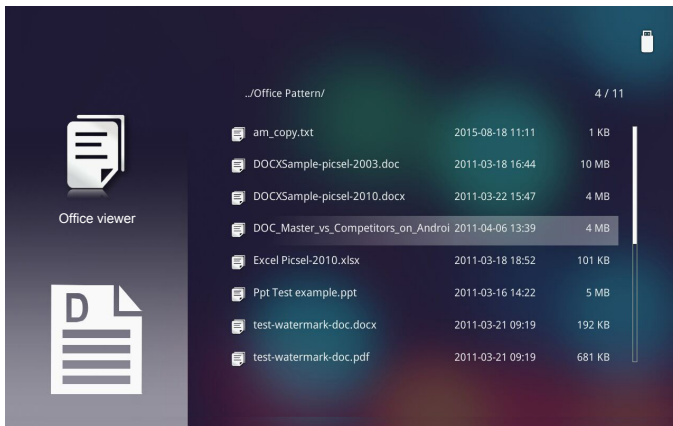 ../Office Pattern/ 4 / 11
am_copy.txt 2015-08-18 11:11 1 KB
DOCXSample-picsel-2003.doc 2011-03-18 16:44 10 MB
DOCXSample-picsel-2010.docx 2011-03-22 15:47 4 MB
Office viewer
DOC_Master_vs_Competitors_on_Androi 2011-04-06 13:39 4 MB
Excel Picsel-2010.xlsx 2011-03-18 18:52 101 KB
Ppt Test example.ppt 2011-03-16 14:22 5 MB
D
test-watermark-doc.docx 2011-03-21 09:19 192 KB
test-watermark-doc.pdf 2011-03-21 09:19 681 KB